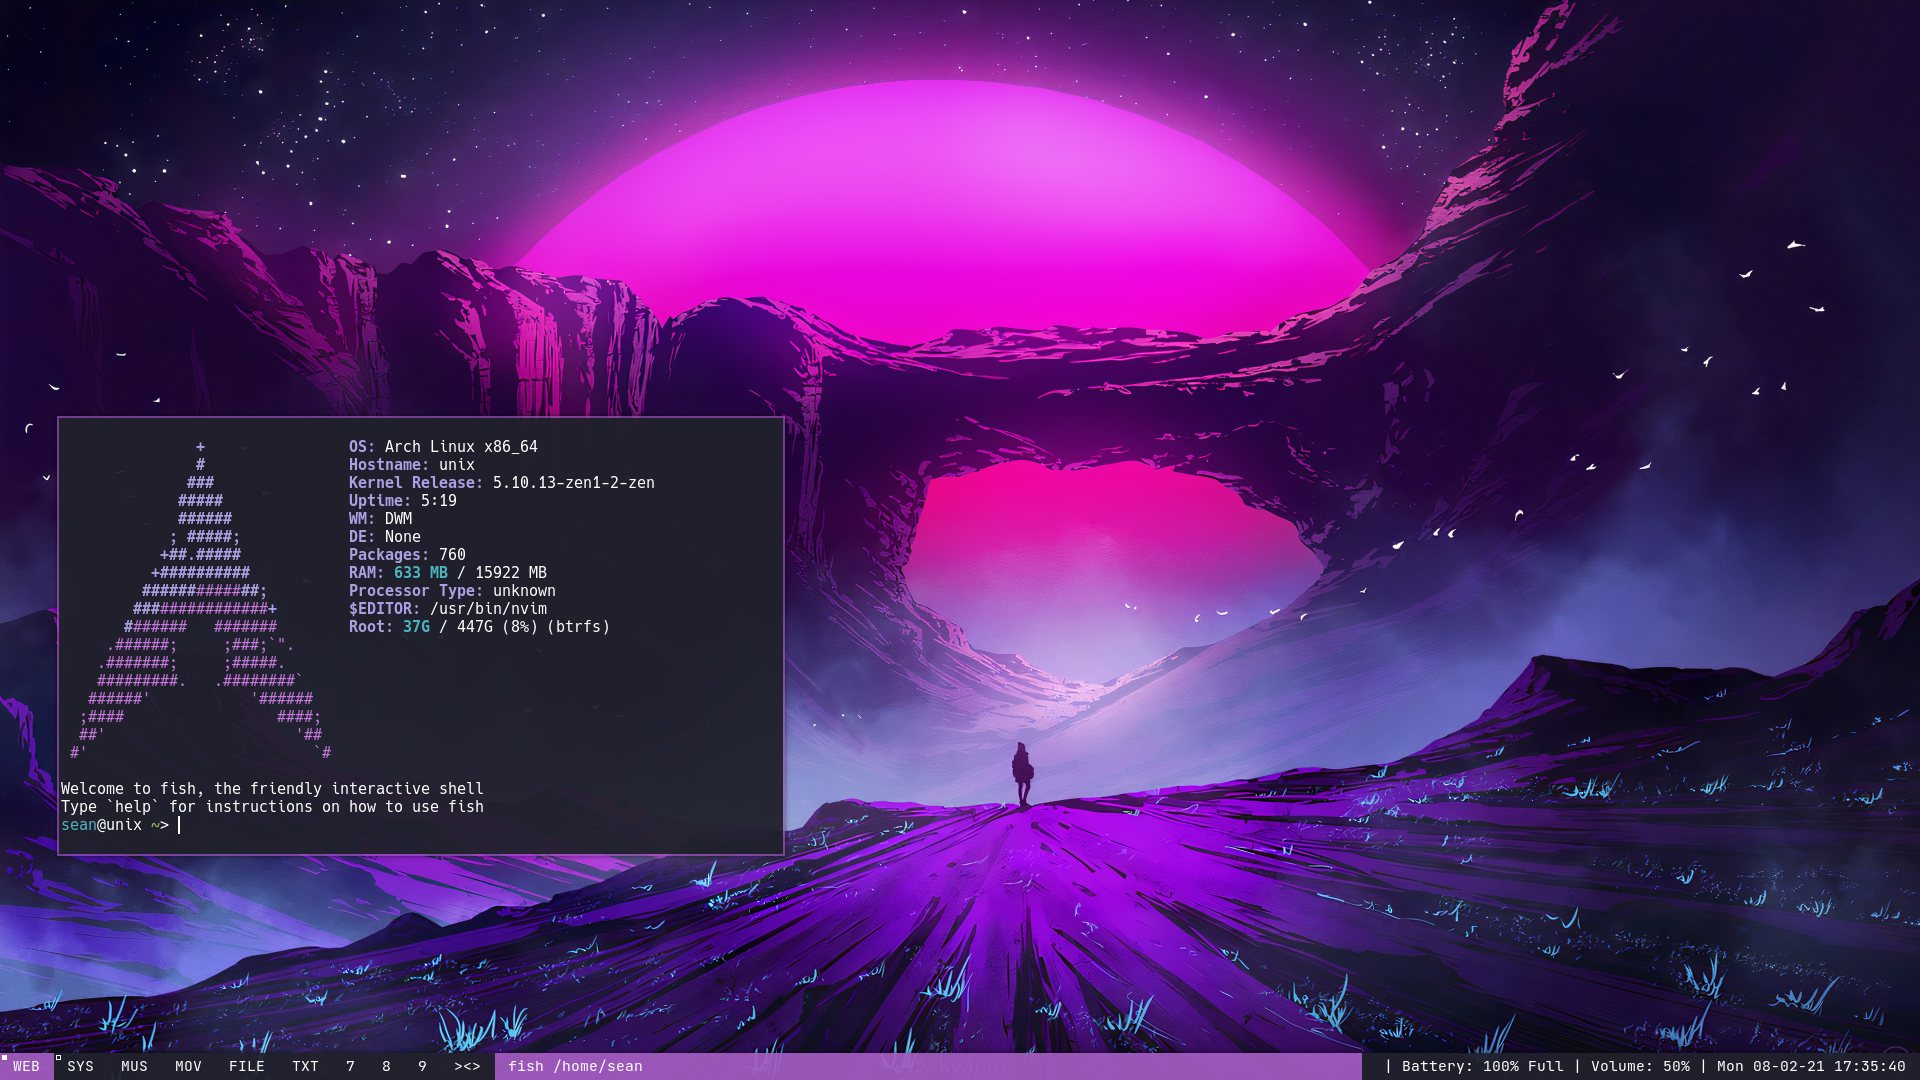 +
               #
              ###
             #####
             ######
            ; #####;
           +##.#####
          +##########
         ######&#35;#####;
        ###############+
       #######   #######
     .######;     ;###;`".
    .#######;     ;#####.
    #########.   .########`
   ######'           '######
  ;####                 ####;
  ##'                     '##
 #'                         `#
OS: Arch Linux x86_64
Hostname: unix
Kernel Release: 5.10.13-zen1-2-zen
Uptime: 5:19
WM: DWM
DE: None
Packages: 760
RAM: 633 MB / 15922 MB
Processor Type: unknown
$EDITOR: /usr/bin/nvim
Root: 37G / 447G (8%) (btrfs)
Welcome to fish, the friendly interactive shell
Type `help` for instructions on how to use fish
sean@unix ~>
WEB SYS MUS MOV FILE TXT 7 8 9 ><> fish /home/sean | Battery: 100% Full | Volume: 50% | Mon 08-02-21 17:35:40